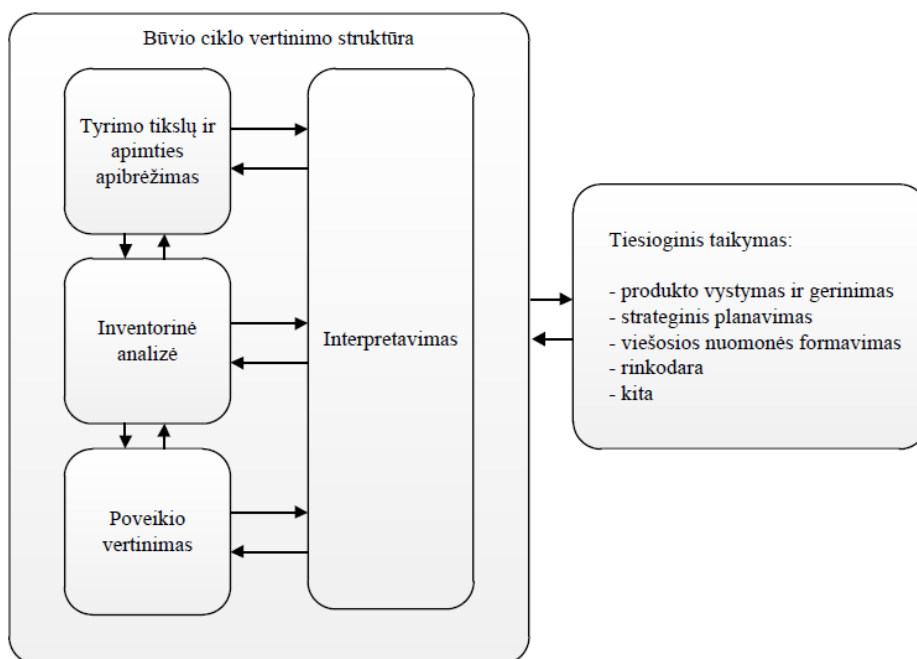 Būvio ciklo vertinimo struktūra
Tyrimo tikslų ir
apimties
apibrėžimas
Inventorinė
analizė
Poveikio
vertinimas
Interpretavimas
Tiesioginis taikymas:
- produkto vystymas ir gerinimas
- strateginis planavimas
- viešosios nuomonės formavimas
- rinkodara
- kita